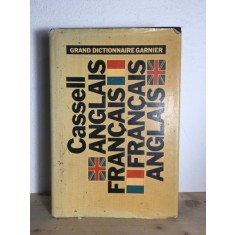 GRAND DICTIONNAIRE GARNIER
Cassell
ANGLAIS
FRANÇAIS
FRANÇAIS
ANGLAIS